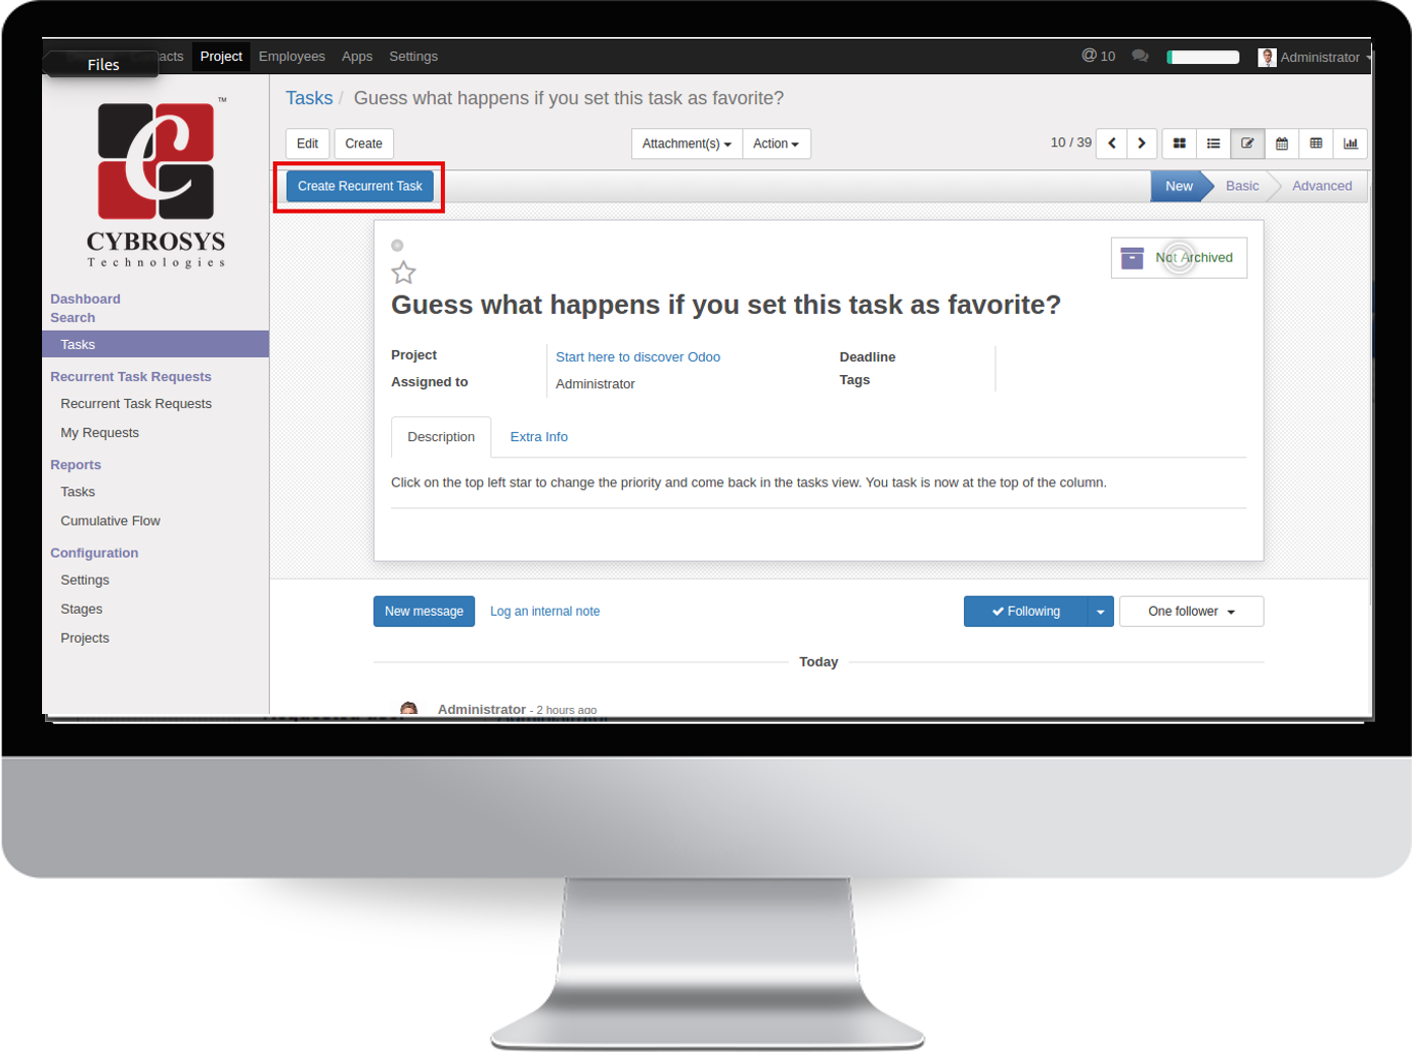 Files
acts Project Employees Apps Settings
@ 10
Administrator
Tasks / Guess what happens if you set this task as favorite?
Edit Create Attachment(s) Action 10 / 39
Create Recurrent Task
New Basic Advanced
C
TM
CYBROSYS
Technologies
Dashboard
Search
Tasks
Recurrent Task Requests
Recurrent Task Requests
My Requests
Reports
Tasks
Cumulative Flow
Configuration
Settings
Stages
Projects
Not Archived
Guess what happens if you set this task as favorite?
Project Start here to discover Odoo
Assigned to Administrator
Deadline
Tags
Description Extra Info
Click on the top left star to change the priority and come back in the tasks view. You task is now at the top of the column.
New message Log an internal note Following One follower
Today
Administrator - 2 hours ago